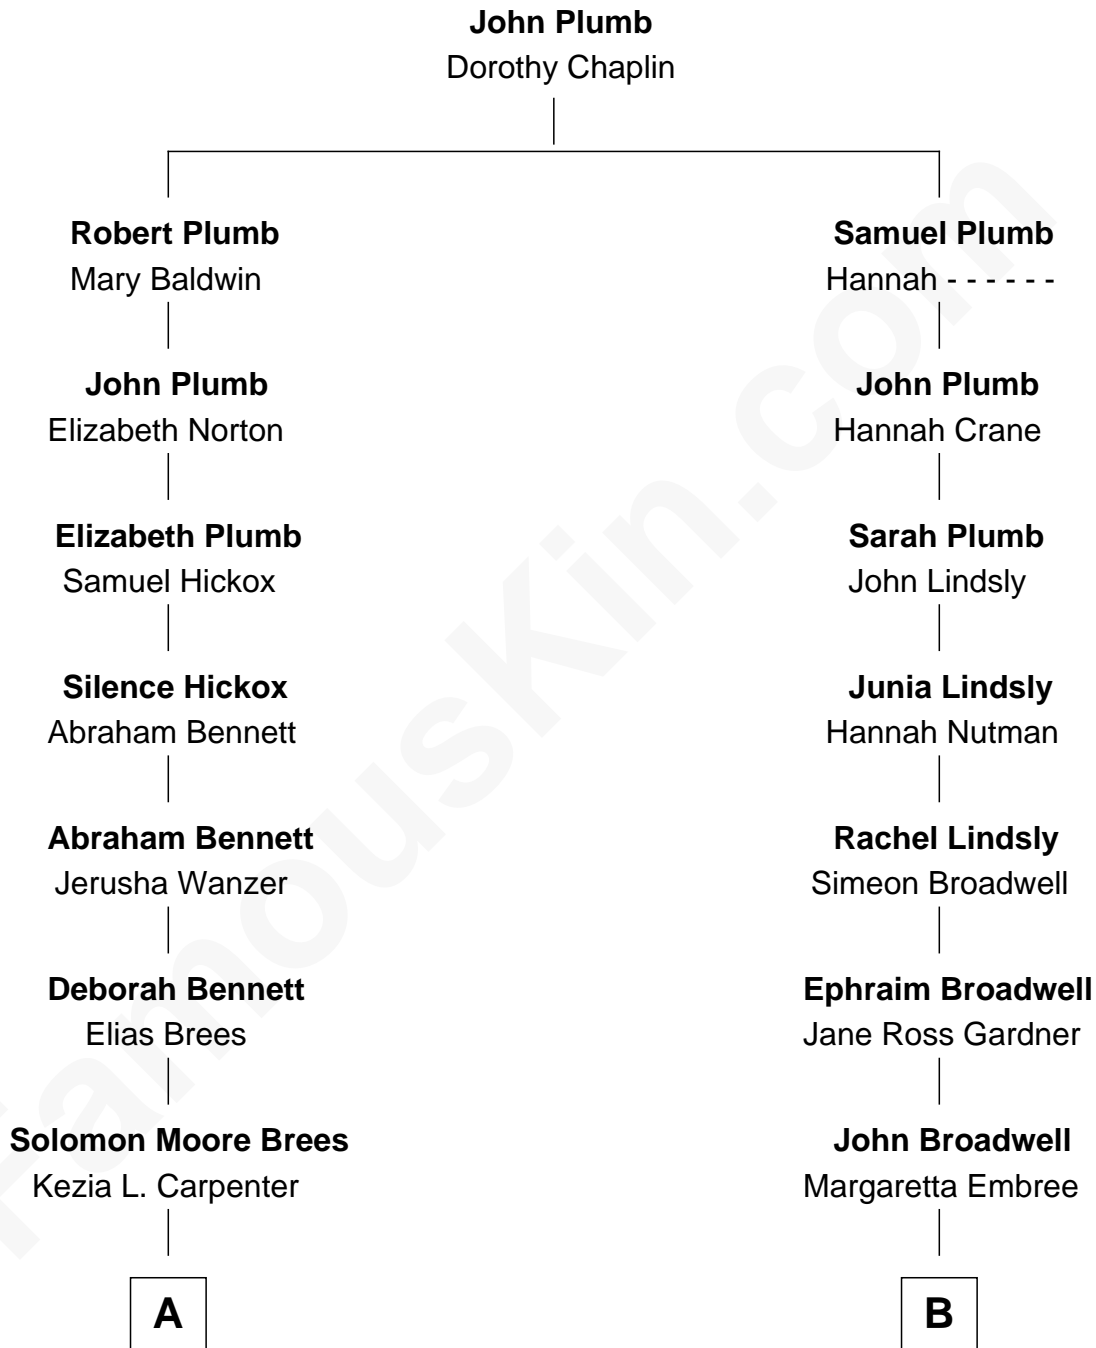 John Plumb
Dorothy Chaplin
Robert Plumb
Mary Baldwin
Samuel Plumb
Hannah - - - - - -
John Plumb
Elizabeth Norton
John Plumb
Hannah Crane
Elizabeth Plumb
Samuel Hickox
Sarah Plumb
John Lindsly
Silence Hickox
Abraham Bennett
Junia Lindsly
Hannah Nutman
Abraham Bennett
Jerusha Wanzer
Rachel Lindsly
Simeon Broadwell
Deborah Bennett
Elias Brees
Ephraim Broadwell
Jane Ross Gardner
Solomon Moore Brees
Kezia L. Carpenter
John Broadwell
Margaretta Embree
A
B
FamousKin.com